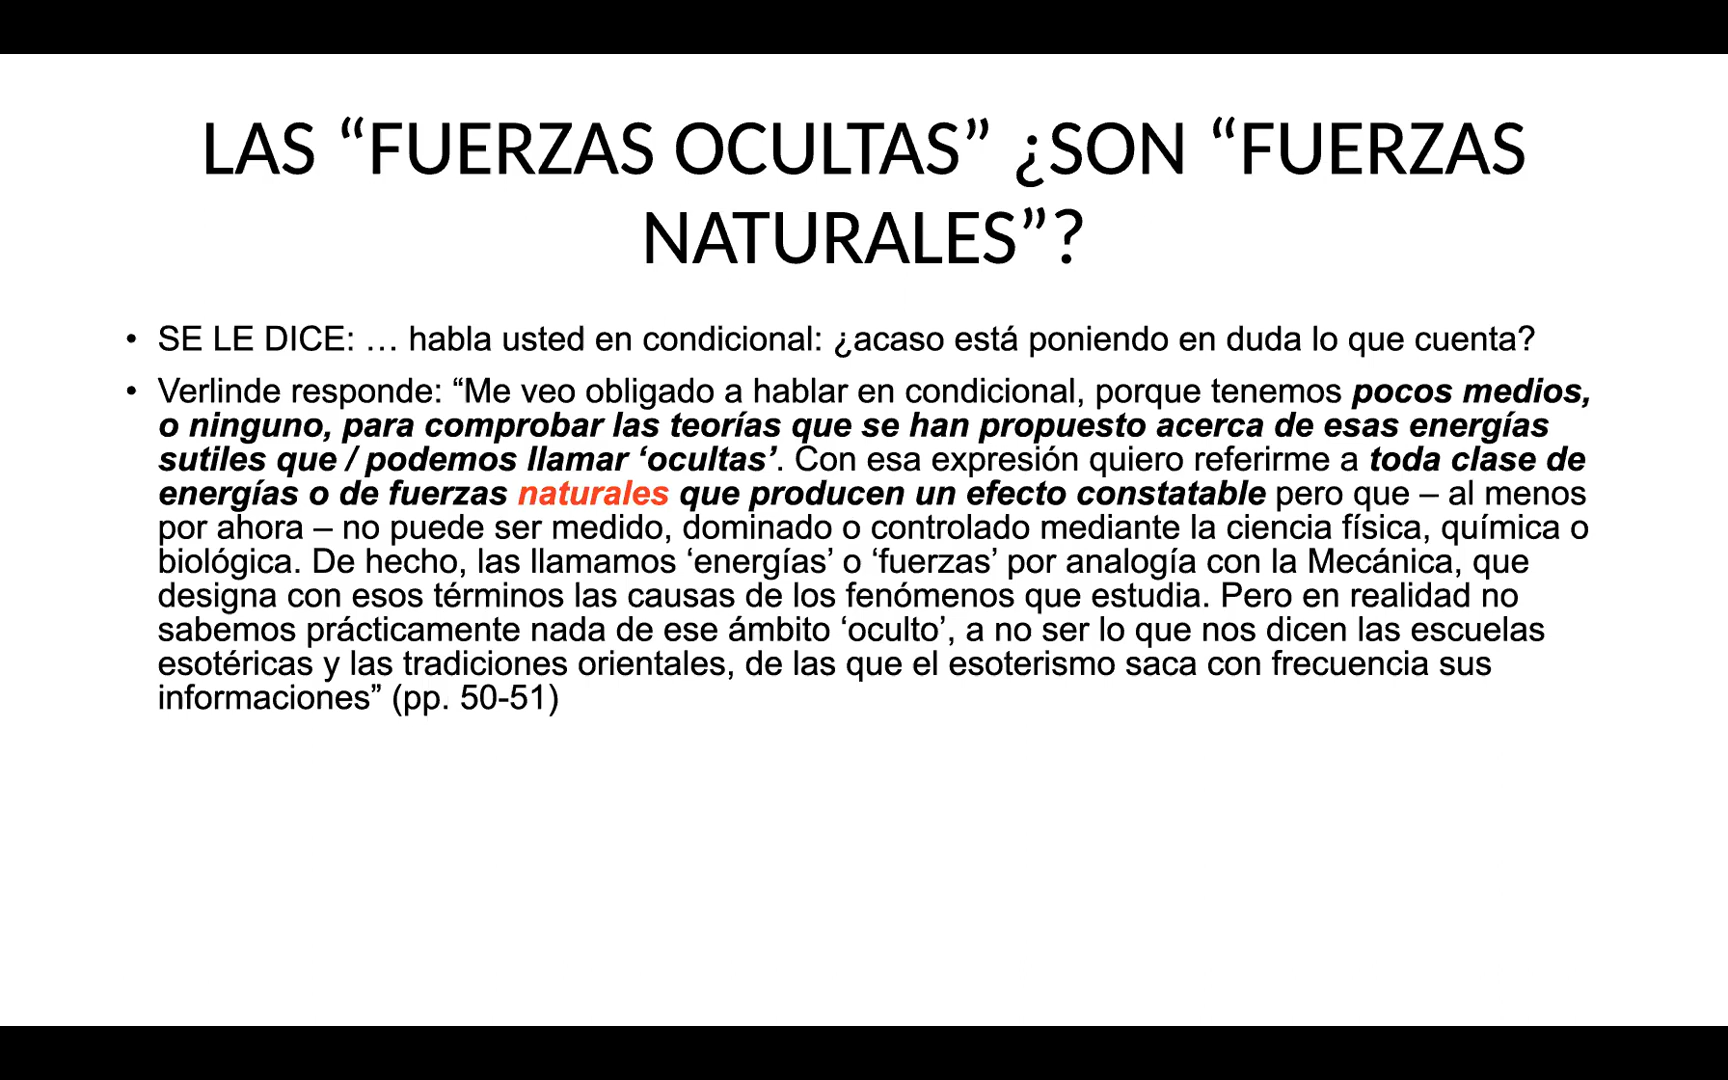 LAS “FUERZAS OCULTAS” ¿SON “FUERZAS
NATURALES”?
• SE LE DICE: … habla usted en condicional: ¿acaso está poniendo en duda lo que cuenta?
• Verlinde responde: “Me veo obligado a hablar en condicional, porque tenemos pocos medios,
o ninguno, para comprobar las teorías que se han propuesto acerca de esas energías
sutiles que / podemos llamar ‘ocultas’. Con esa expresión quiero referirme a toda clase de
energías o de fuerzas naturales que producen un efecto constatable pero que – al menos
por ahora – no puede ser medido, dominado o controlado mediante la ciencia física, química o
biológica. De hecho, las llamamos ‘energías’ o ‘fuerzas’ por analogía con la Mecánica, que
designa con esos términos las causas de los fenómenos que estudia. Pero en realidad no
sabemos prácticamente nada de ese ámbito ‘oculto’, a no ser lo que nos dicen las escuelas
esotéricas y las tradiciones orientales, de las que el esoterismo saca con frecuencia sus
informaciones” (pp. 50-51)